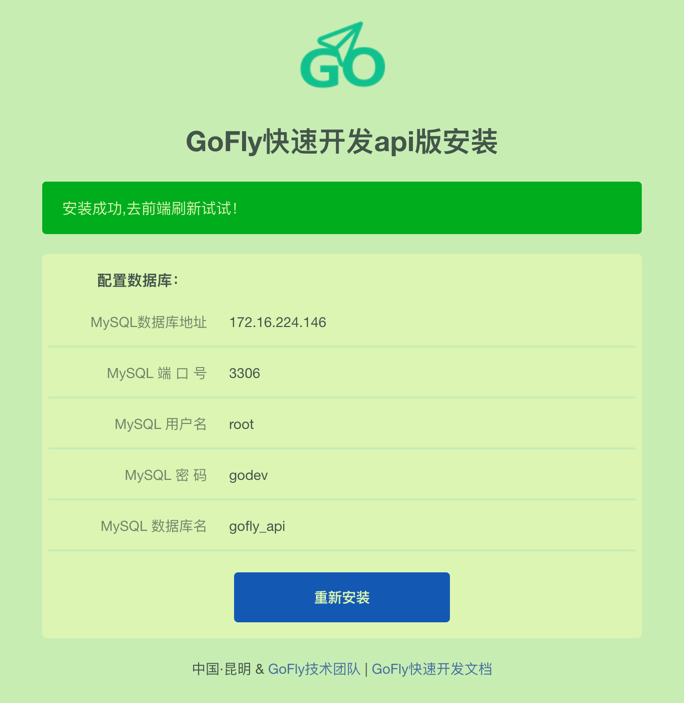 GO
GoFly快速开发api版安装
安装成功,去前端刷新试试！
配置数据库：
MySQL数据库地址 172.16.224.146
MySQL 端 口 号 3306
MySQL 用户名 root
MySQL 密 码 godev
MySQL 数据库名 gofly_api
重新安装
中国·昆明 & GoFly技术团队 | GoFly快速开发文档